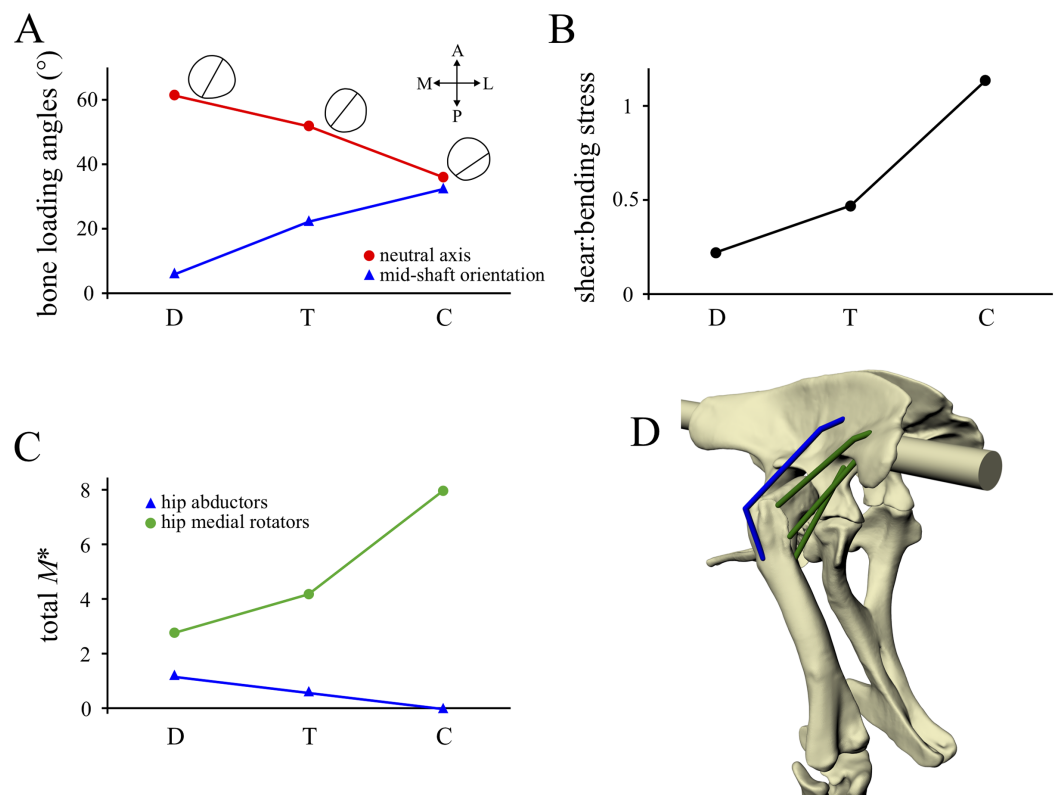 A
bone loading angles (°)
60
40
20
0
D
T
C
A
M
L
P
neutral axis
mid-shaft orientation
B
shear:bending stress
1
0.5
0
D
T
C
C
total M*
8
6
4
2
0
D
T
C
hip abductors
hip medial rotators
D